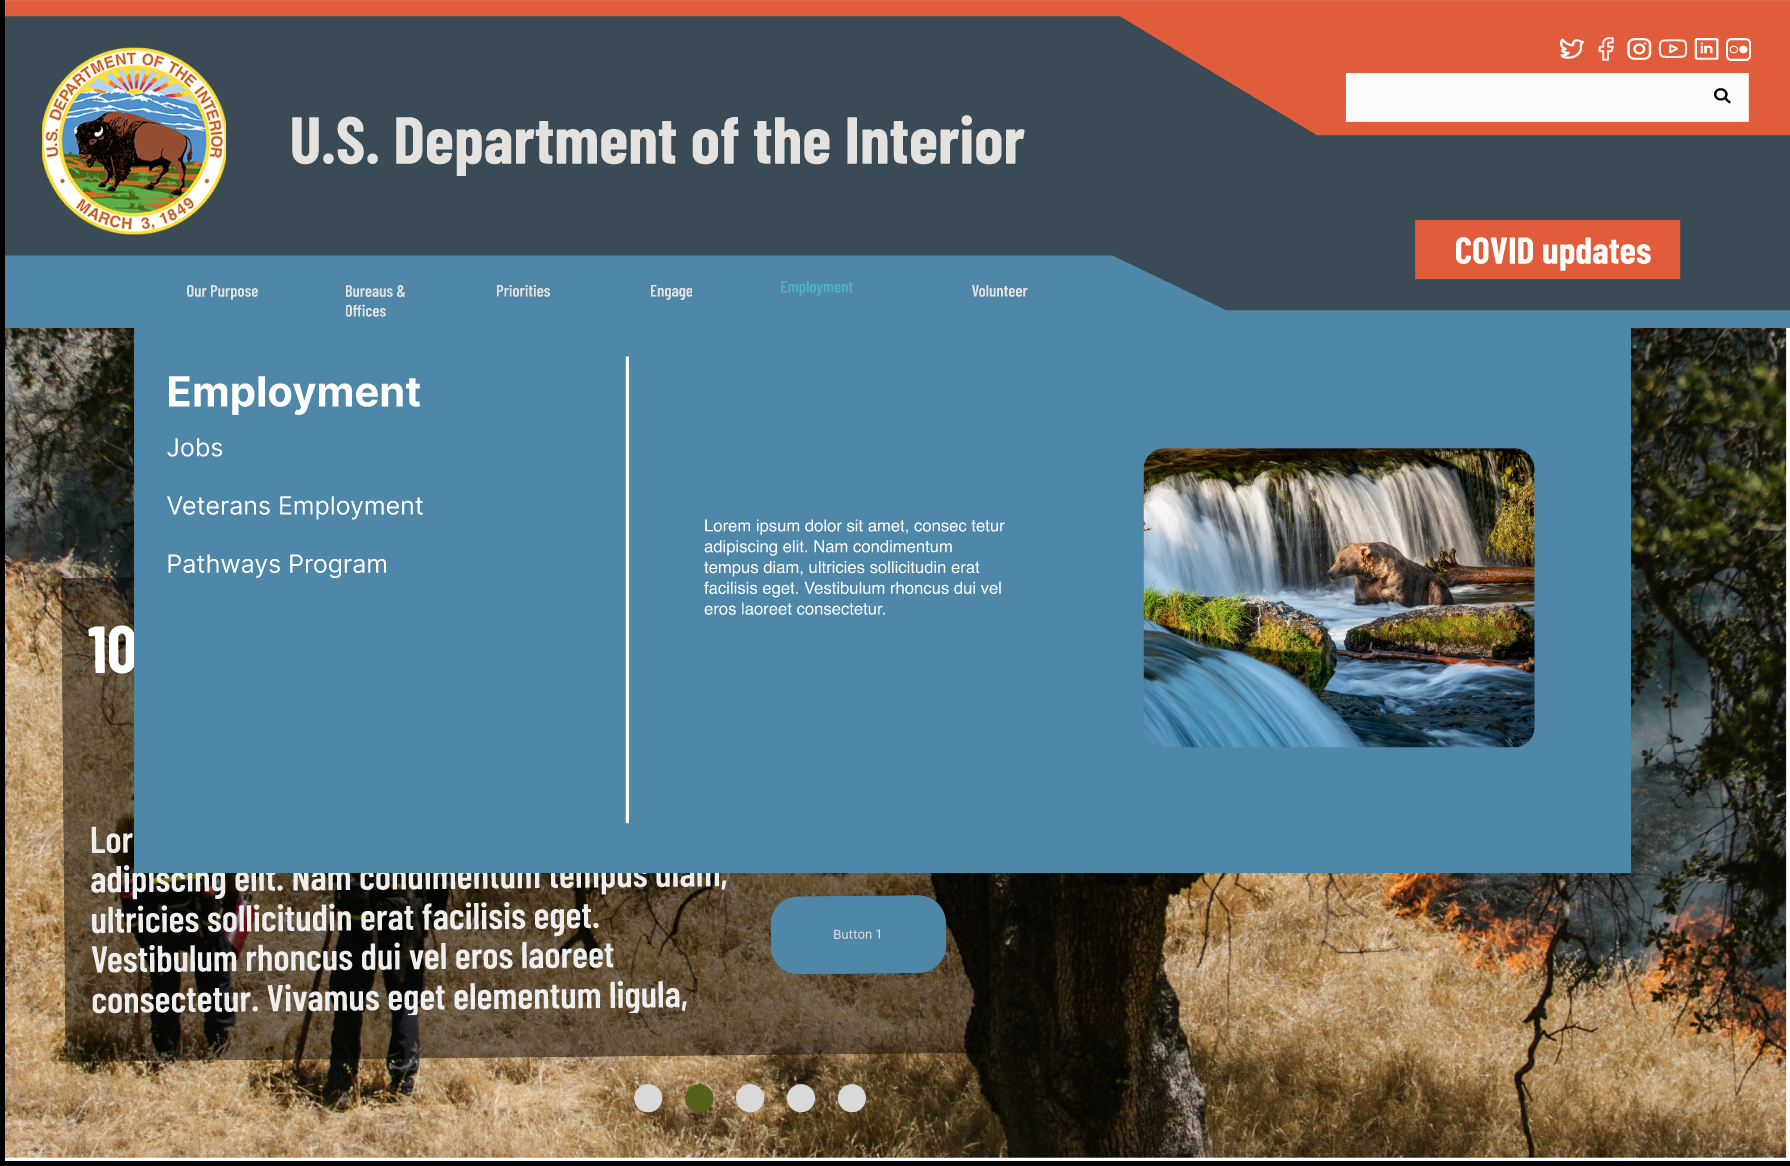 U.S. DEPARTMENT OF THE INTERIOR
MARCH 3, 1849
U.S. Department of the Interior
COVID updates
Our Purpose
Bureaus &
Offices
Priorities
Engage
Employment
Volunteer
Employment
Jobs
Veterans Employment
Pathways Program
Lorem ipsum dolor sit amet, consec tetur
adipiscing elit. Nam condimentum
tempus diam, ultricies sollicitudin erat
facilisis eget. Vestibulum rhoncus dui vel
eros laoreet consectetur.
10
Lor
adipiscing elit. Nam condimentum tempus diam,
ultricies sollicitudin erat facilisis eget.
Vestibulum rhoncus dui vel eros laoreet
consectetur. Vivamus eget elementum ligula,
Button 1